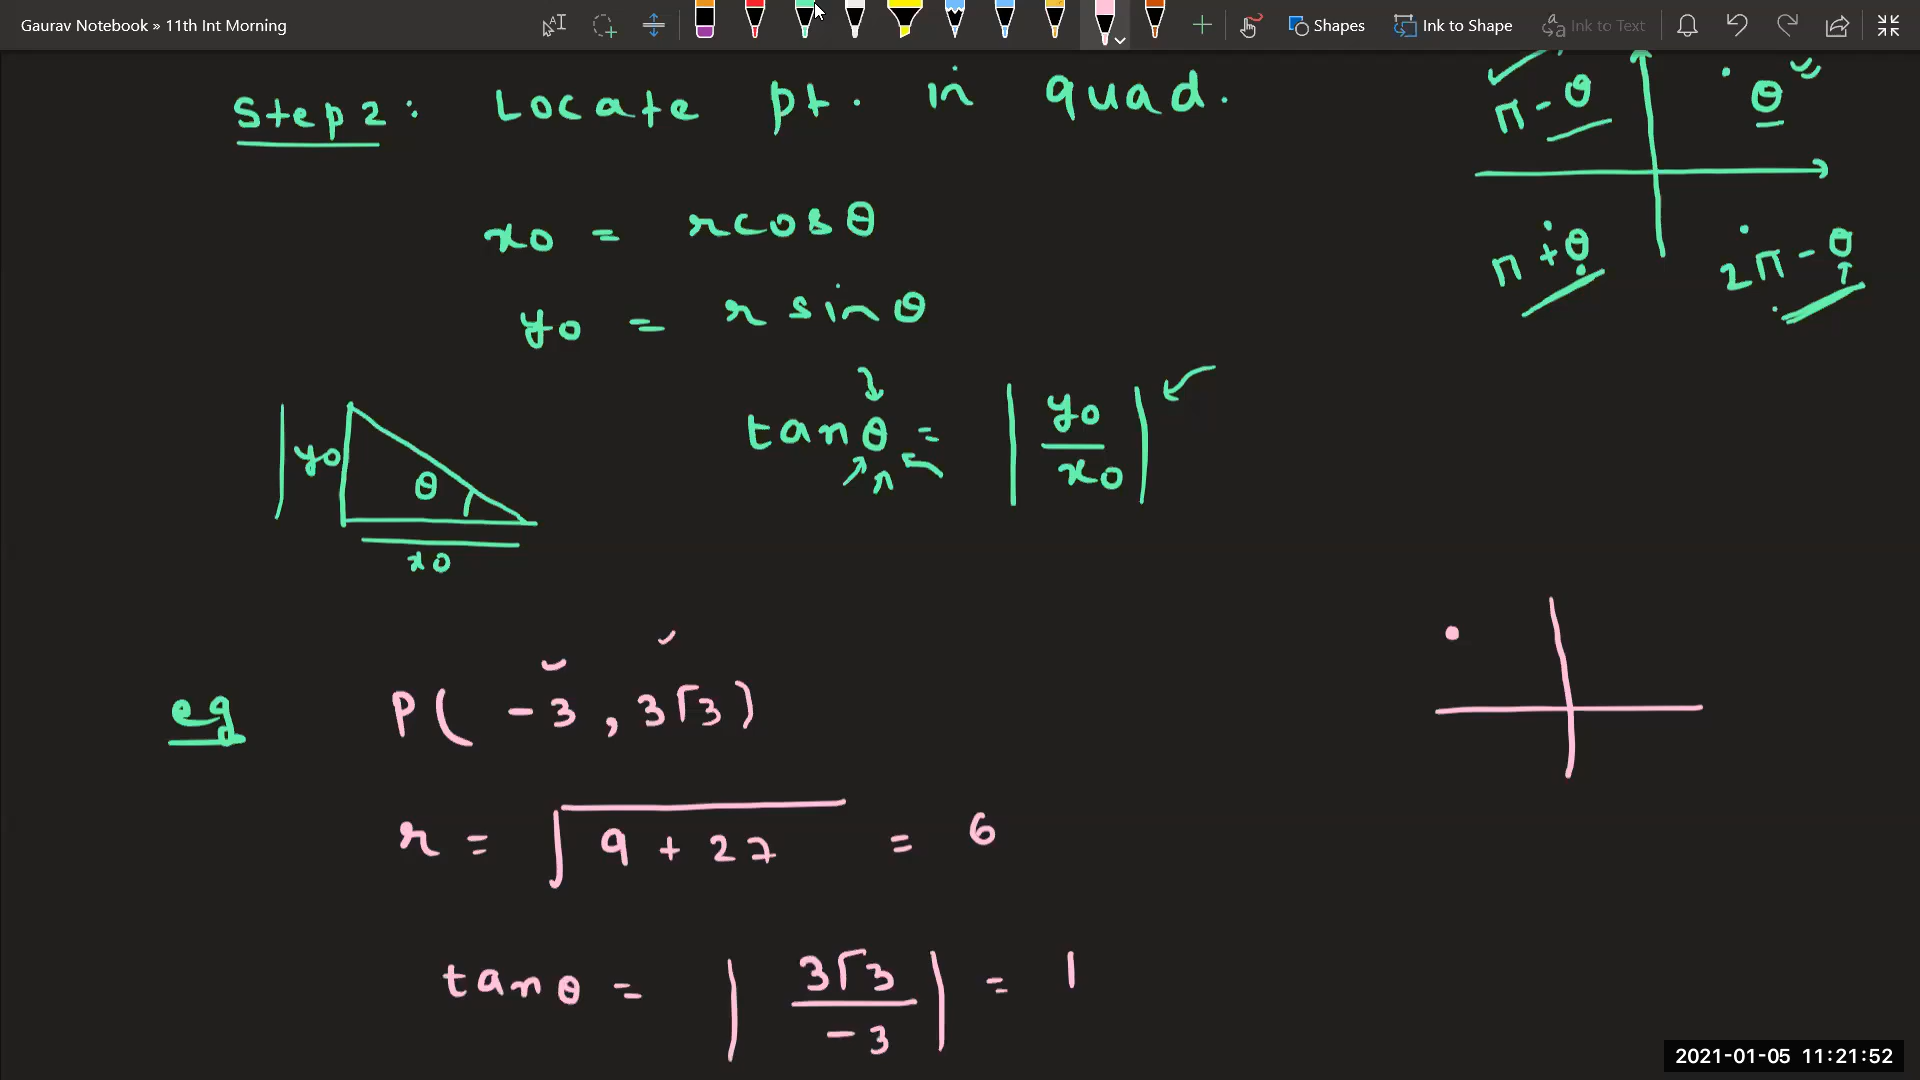 Gaurav Notebook » 11th Int Morning
Shapes
Ink to Shape
Ink to Text
Step 2 : Locate pt. in quad.
π - θ
θ
π + θ
2π - θ
x0 = r cos θ
y0 = r sin θ
tan θ = | y0 / x0 |
y0
θ
x0
eg P( -3 , 3√3 )
r = √ 9 + 27 = 6
tan θ = | 3√3 / -3 | = 1
2021-01-05 11:21:52